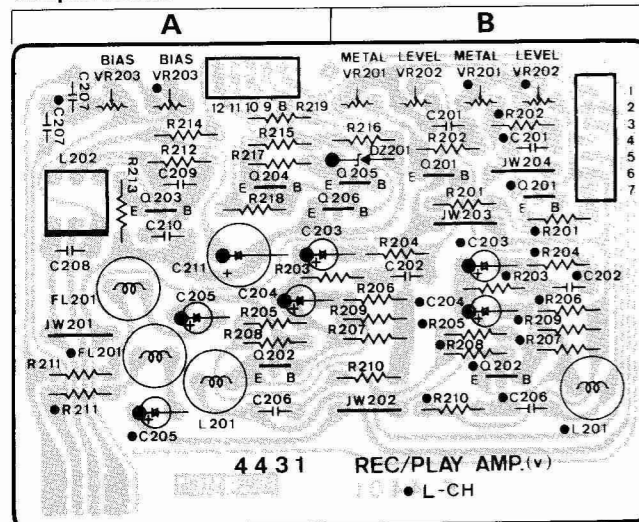 A B
BIAS BIAS METAL LEVEL METAL LEVEL
VR203 VR203 VR201 VR202 VR201 VR202
C207 C207
12 11 10 9 8 R219
R214 R215 R216 C201 R202
R212 R217 DZ201 R202 C201
L202 R213 C209 Q204 Q205 Q201 JW204
E B E B E
Q203 R218 Q206 R201 Q201
E B E B E B
C210 JW203 R201
C203 R204 C203 R204
C208 C211 R203 C202 R203 C202
FL201 C205 C204 R206 C204 R206
R205 R209 R205 R209
JW201 R208 R207 R208 R207
FL201 Q202 Q202
R211 E B R210 E B
R211 C206 JW202 R210 C206
C205 L201 L201
1
2
3
4
5
6
7
4431 REC/PLAY AMP.(v)
● L-CH